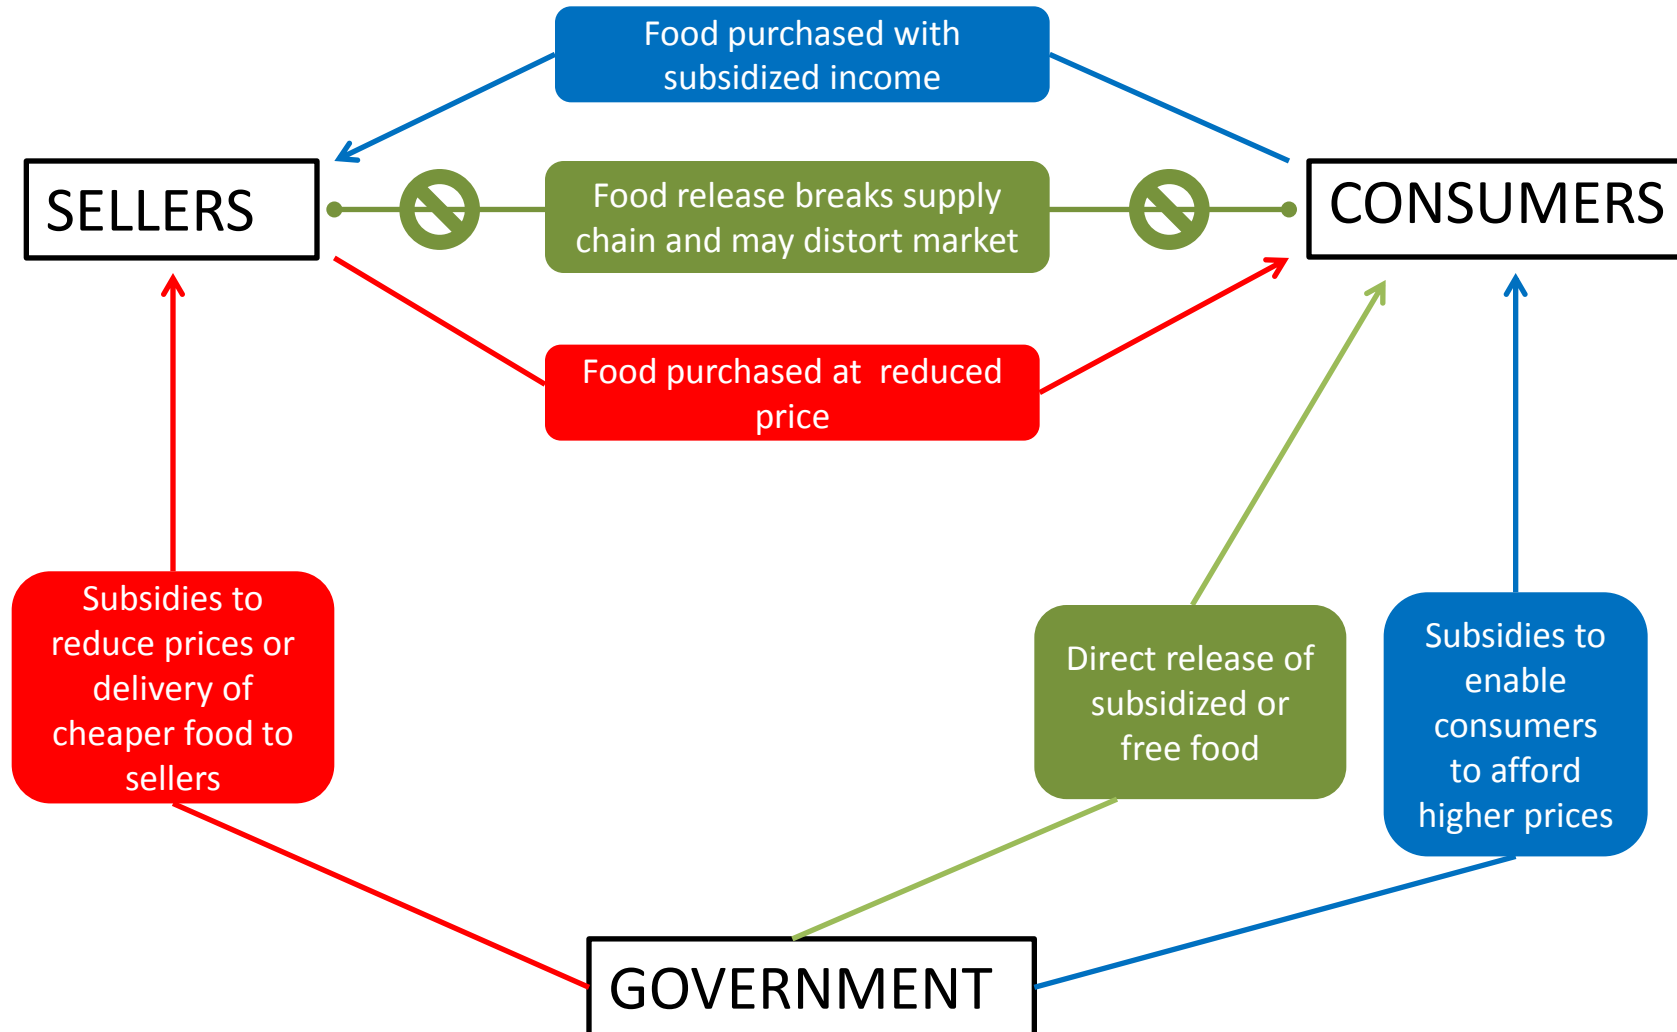 Food purchased with
subsidized income
SELLERS
Food release breaks supply
chain and may distort market
CONSUMERS
Food purchased at  reduced
price
Subsidies to
reduce prices or
delivery of
cheaper food to
sellers
Direct release of
subsidized or
free food
Subsidies to
enable
consumers
to afford
higher prices
GOVERNMENT